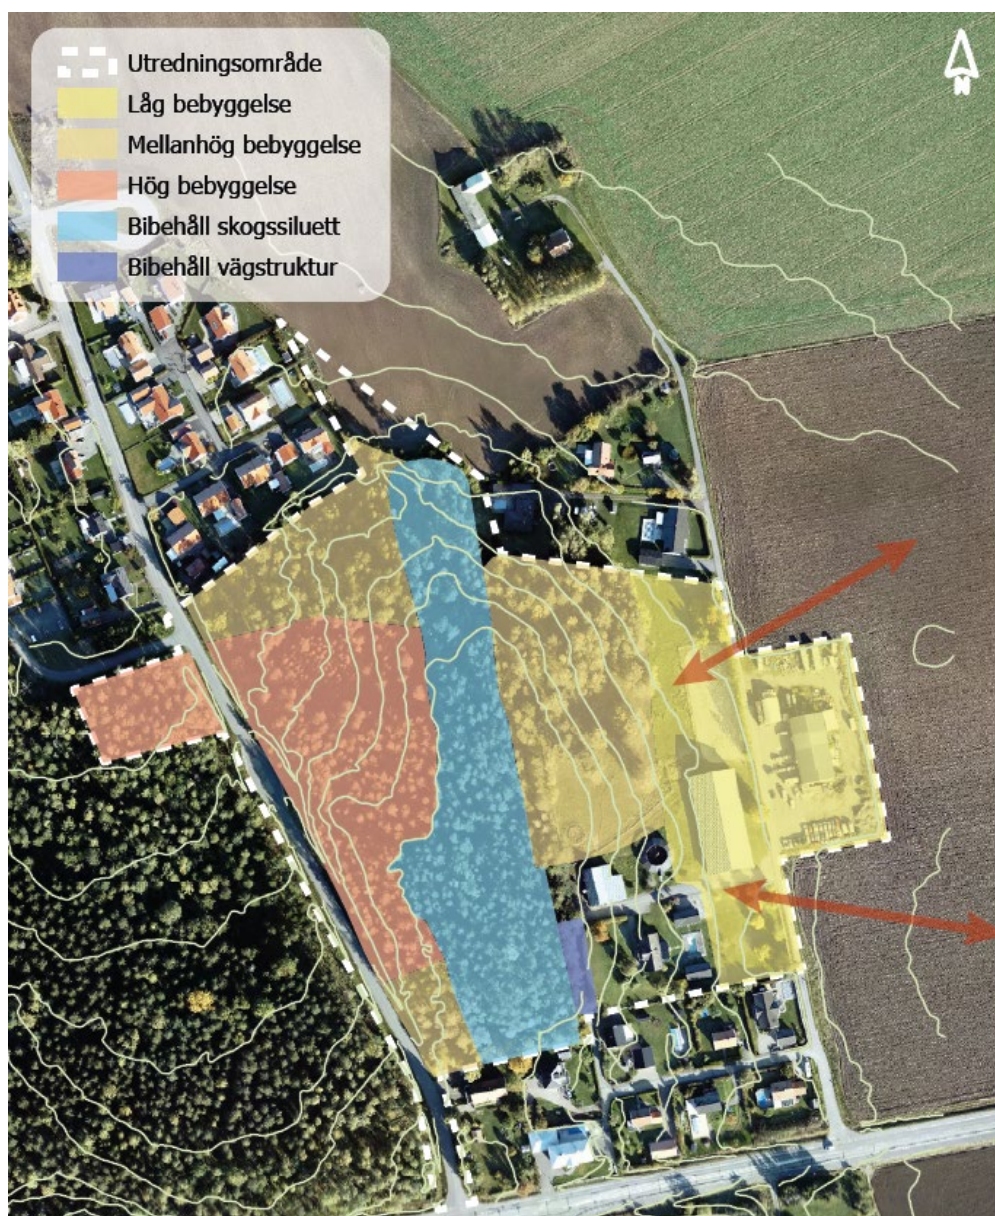 Utredningsområde
Låg bebyggelse
Mellanhög bebyggelse
Hög bebyggelse
Bibehåll skogssiluett
Bibehåll vägstruktur
N